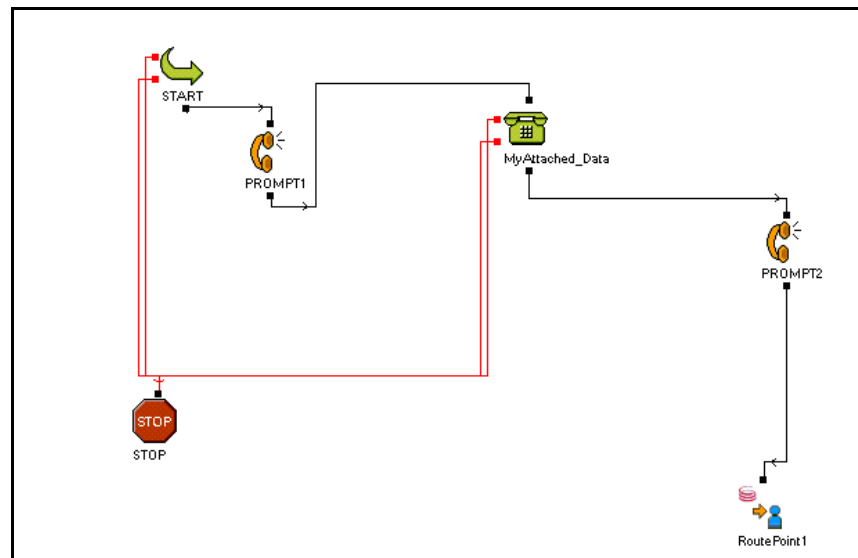 START
PROMPT1
MyAttached_Data
PROMPT2
STOP
STOP
RoutePoint1